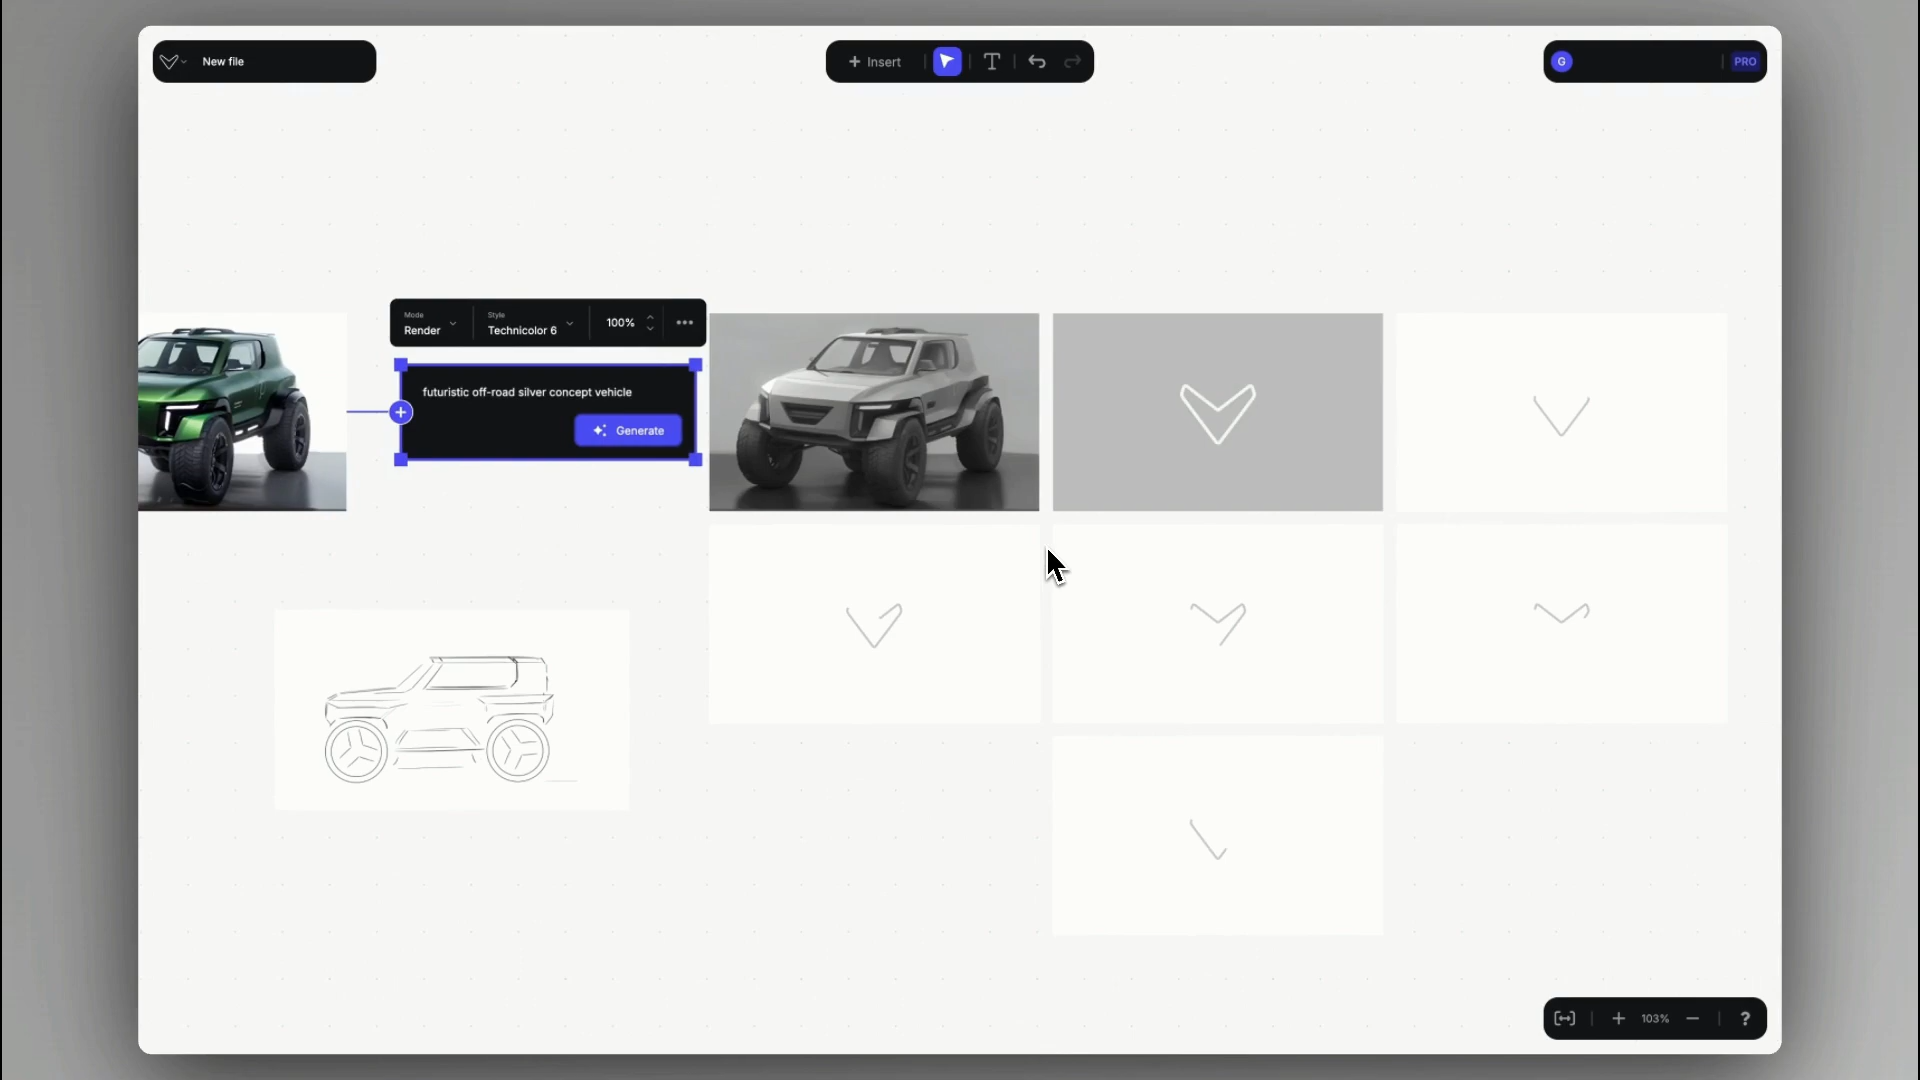 New file
Insert
G
PRO
Mode
Render
Style
Technicolor 6
100%
futuristic off-road silver concept vehicle
Generate
103%
?